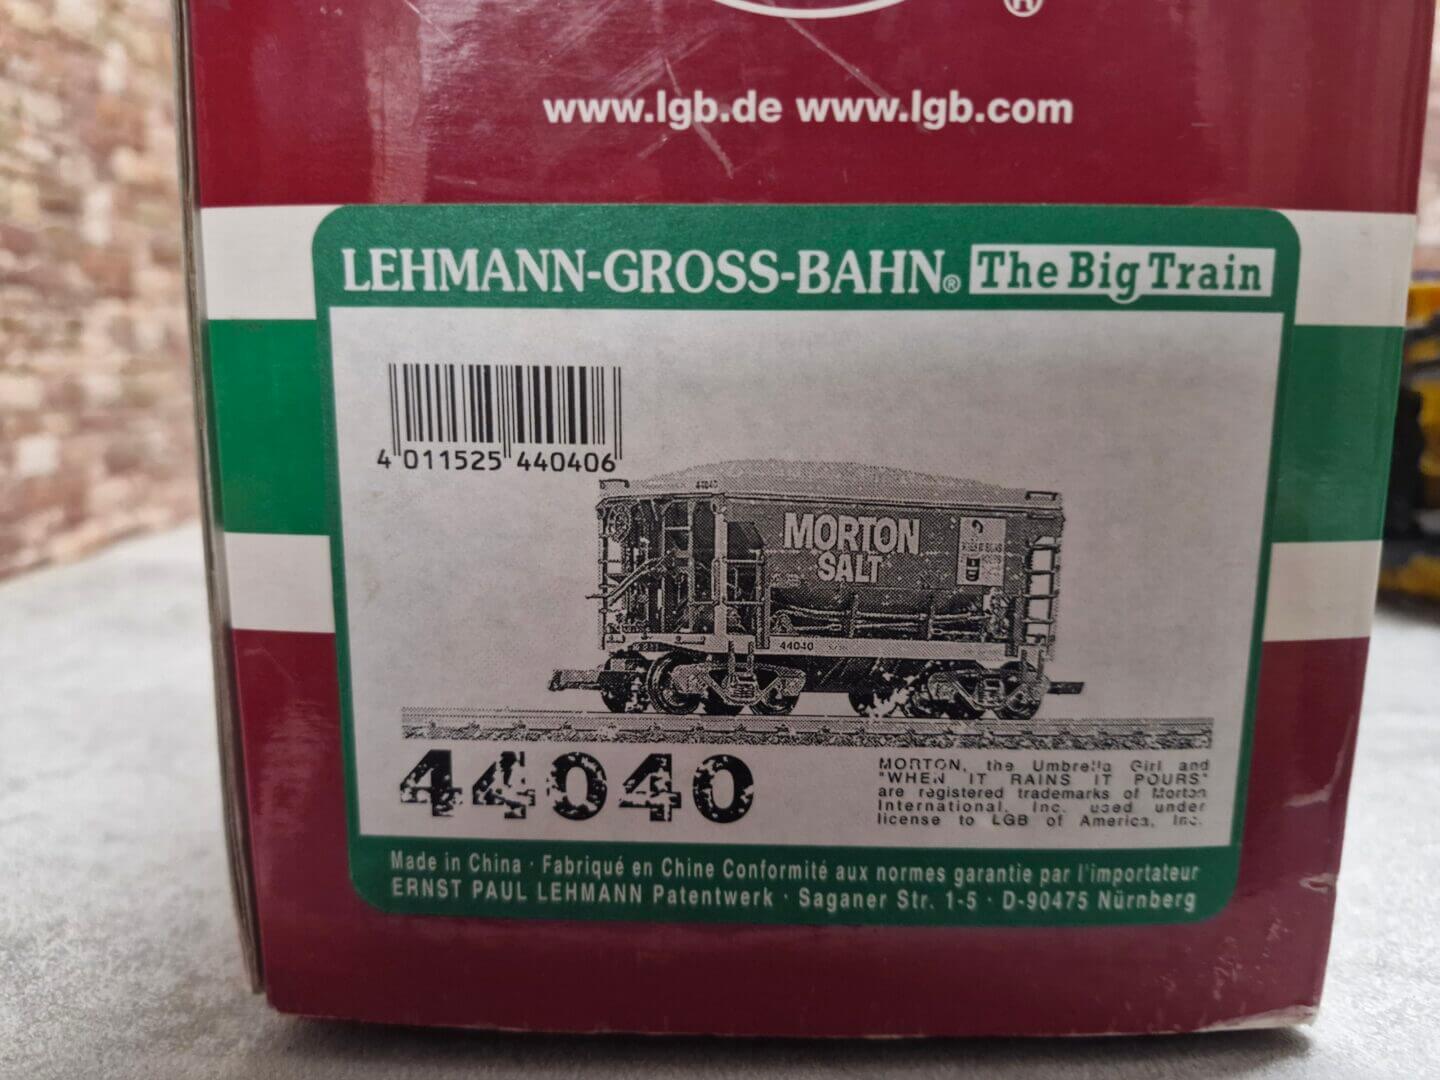 ®
www.lgb.de www.lgb.com
LEHMANN-GROSS-BAHN® The Big Train
4 011525 440406
44040
MORTON
SALT
44040
44040
MORTON, the Umbrella Girl and
"WHEN IT RAINS IT POURS"
are registered trademarks of Morton
International, Inc. used under
license to LGB of America, Inc.
Made in China · Fabriqué en Chine Conformité aux normes garantie par l'importateur
ERNST PAUL LEHMANN Patentwerk · Saganer Str. 1-5 · D-90475 Nürnberg